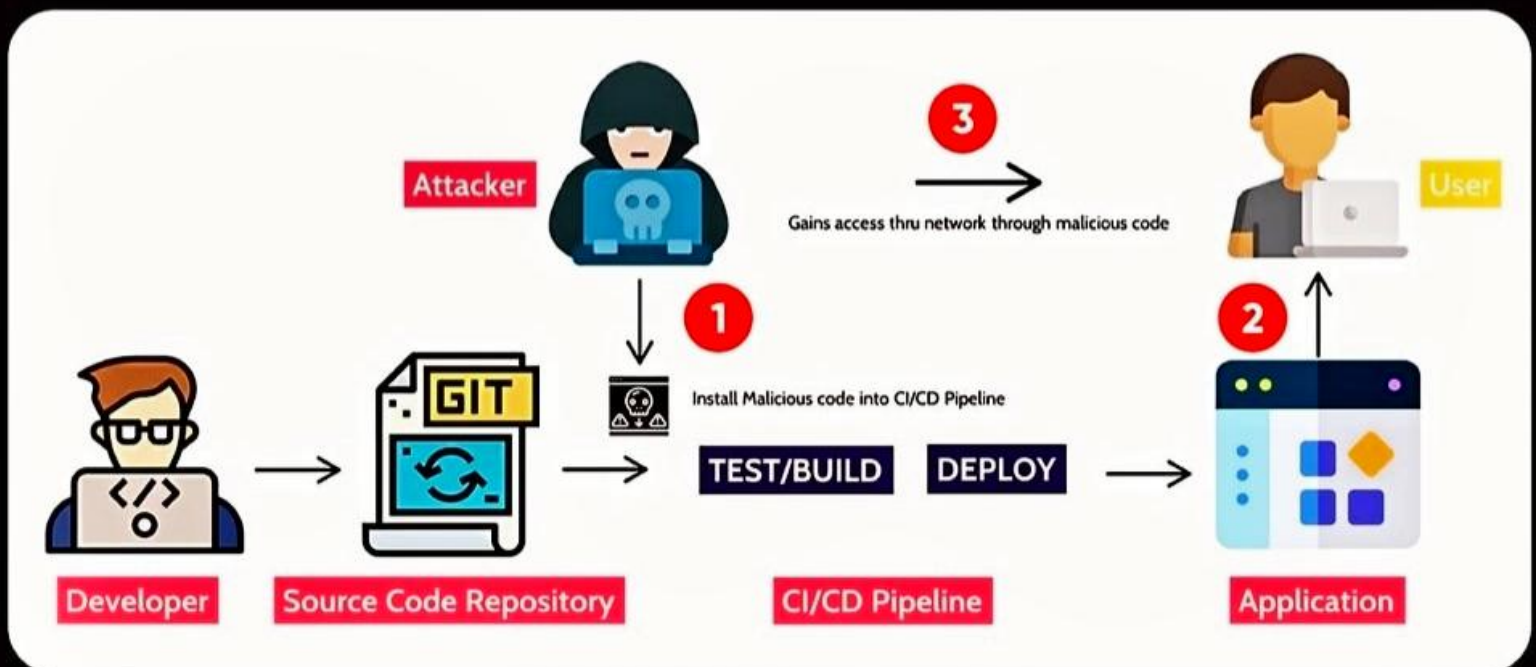 3
Attacker
User
Gains access thru network through malicious code
1
2
GIT
Install Malicious code into CI/CD Pipeline
</>
TEST/BUILD
DEPLOY
Developer
Source Code Repository
CI/CD Pipeline
Application